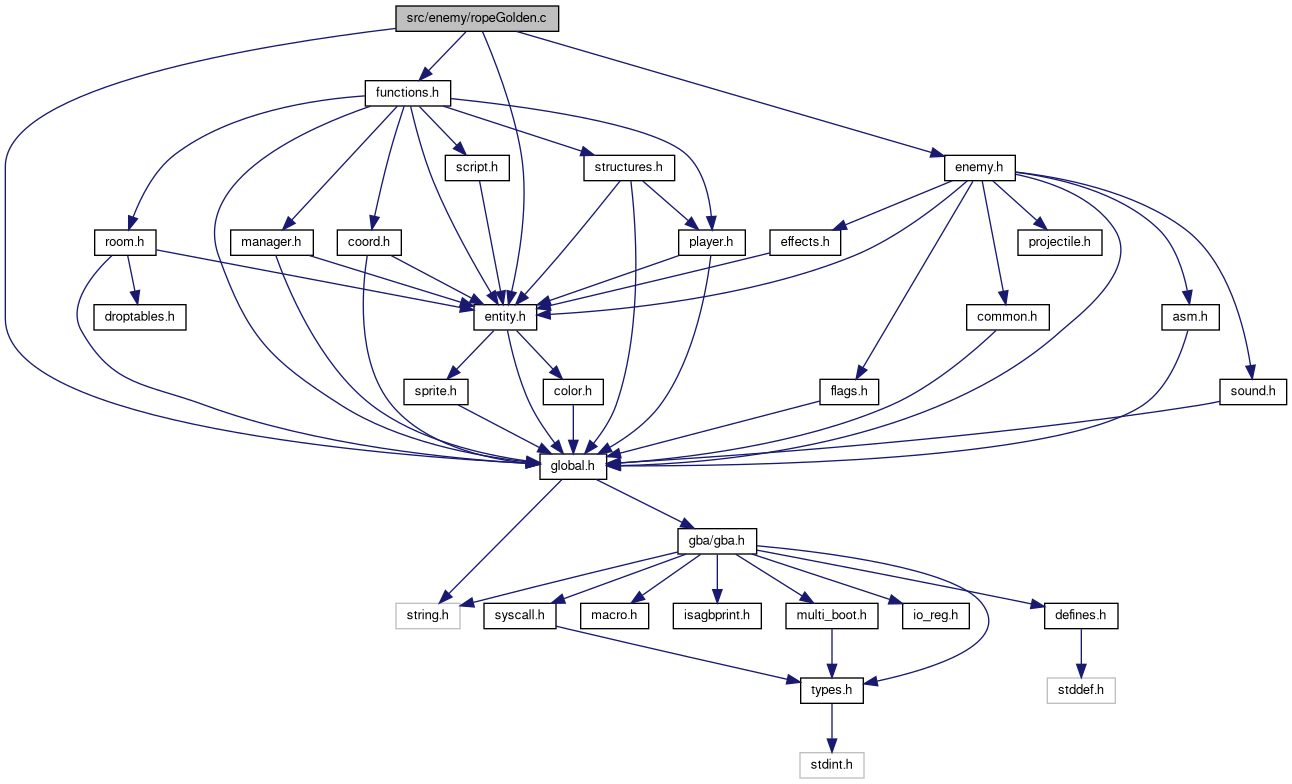 src/enemy/ropeGolden.c
functions.h
script.h
structures.h
enemy.h
room.h
manager.h
coord.h
player.h
effects.h
projectile.h
droptables.h
entity.h
common.h
asm.h
sprite.h
color.h
flags.h
sound.h
global.h
gba/gba.h
string.h
syscall.h
macro.h
isagbprint.h
multi_boot.h
io_reg.h
defines.h
types.h
stddef.h
stdint.h